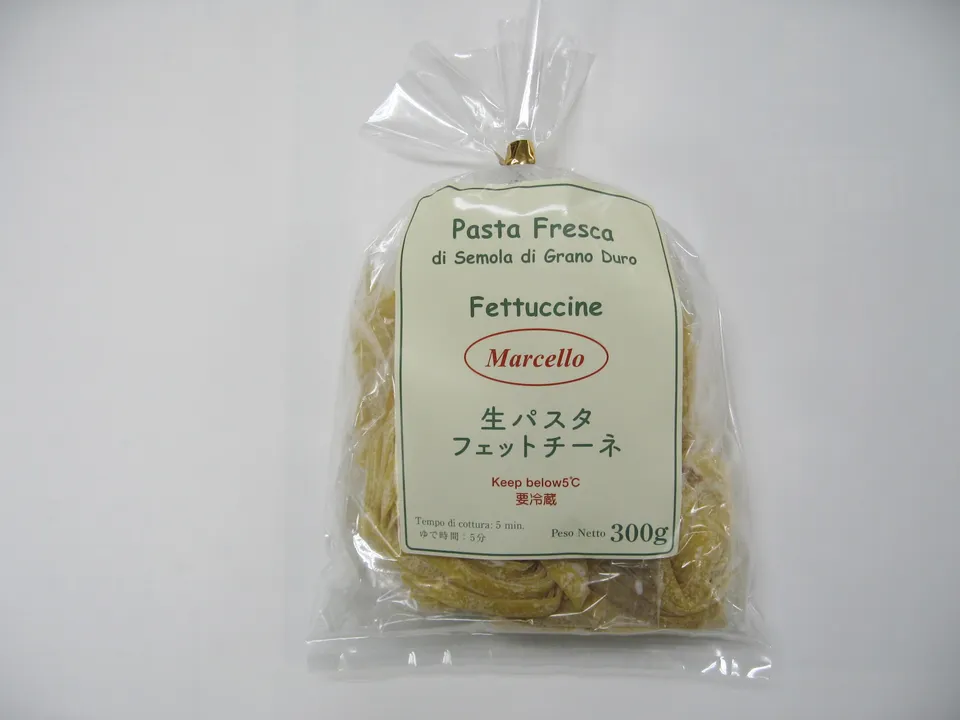 Pasta Fresca
di Semola di Grano Duro
Fettuccine
Marcello
生パスタ
フェットチーネ
Keep below5℃
要冷蔵
Tempo di cottura: 5 min.
ゆで時間：5分
Peso Netto 300g